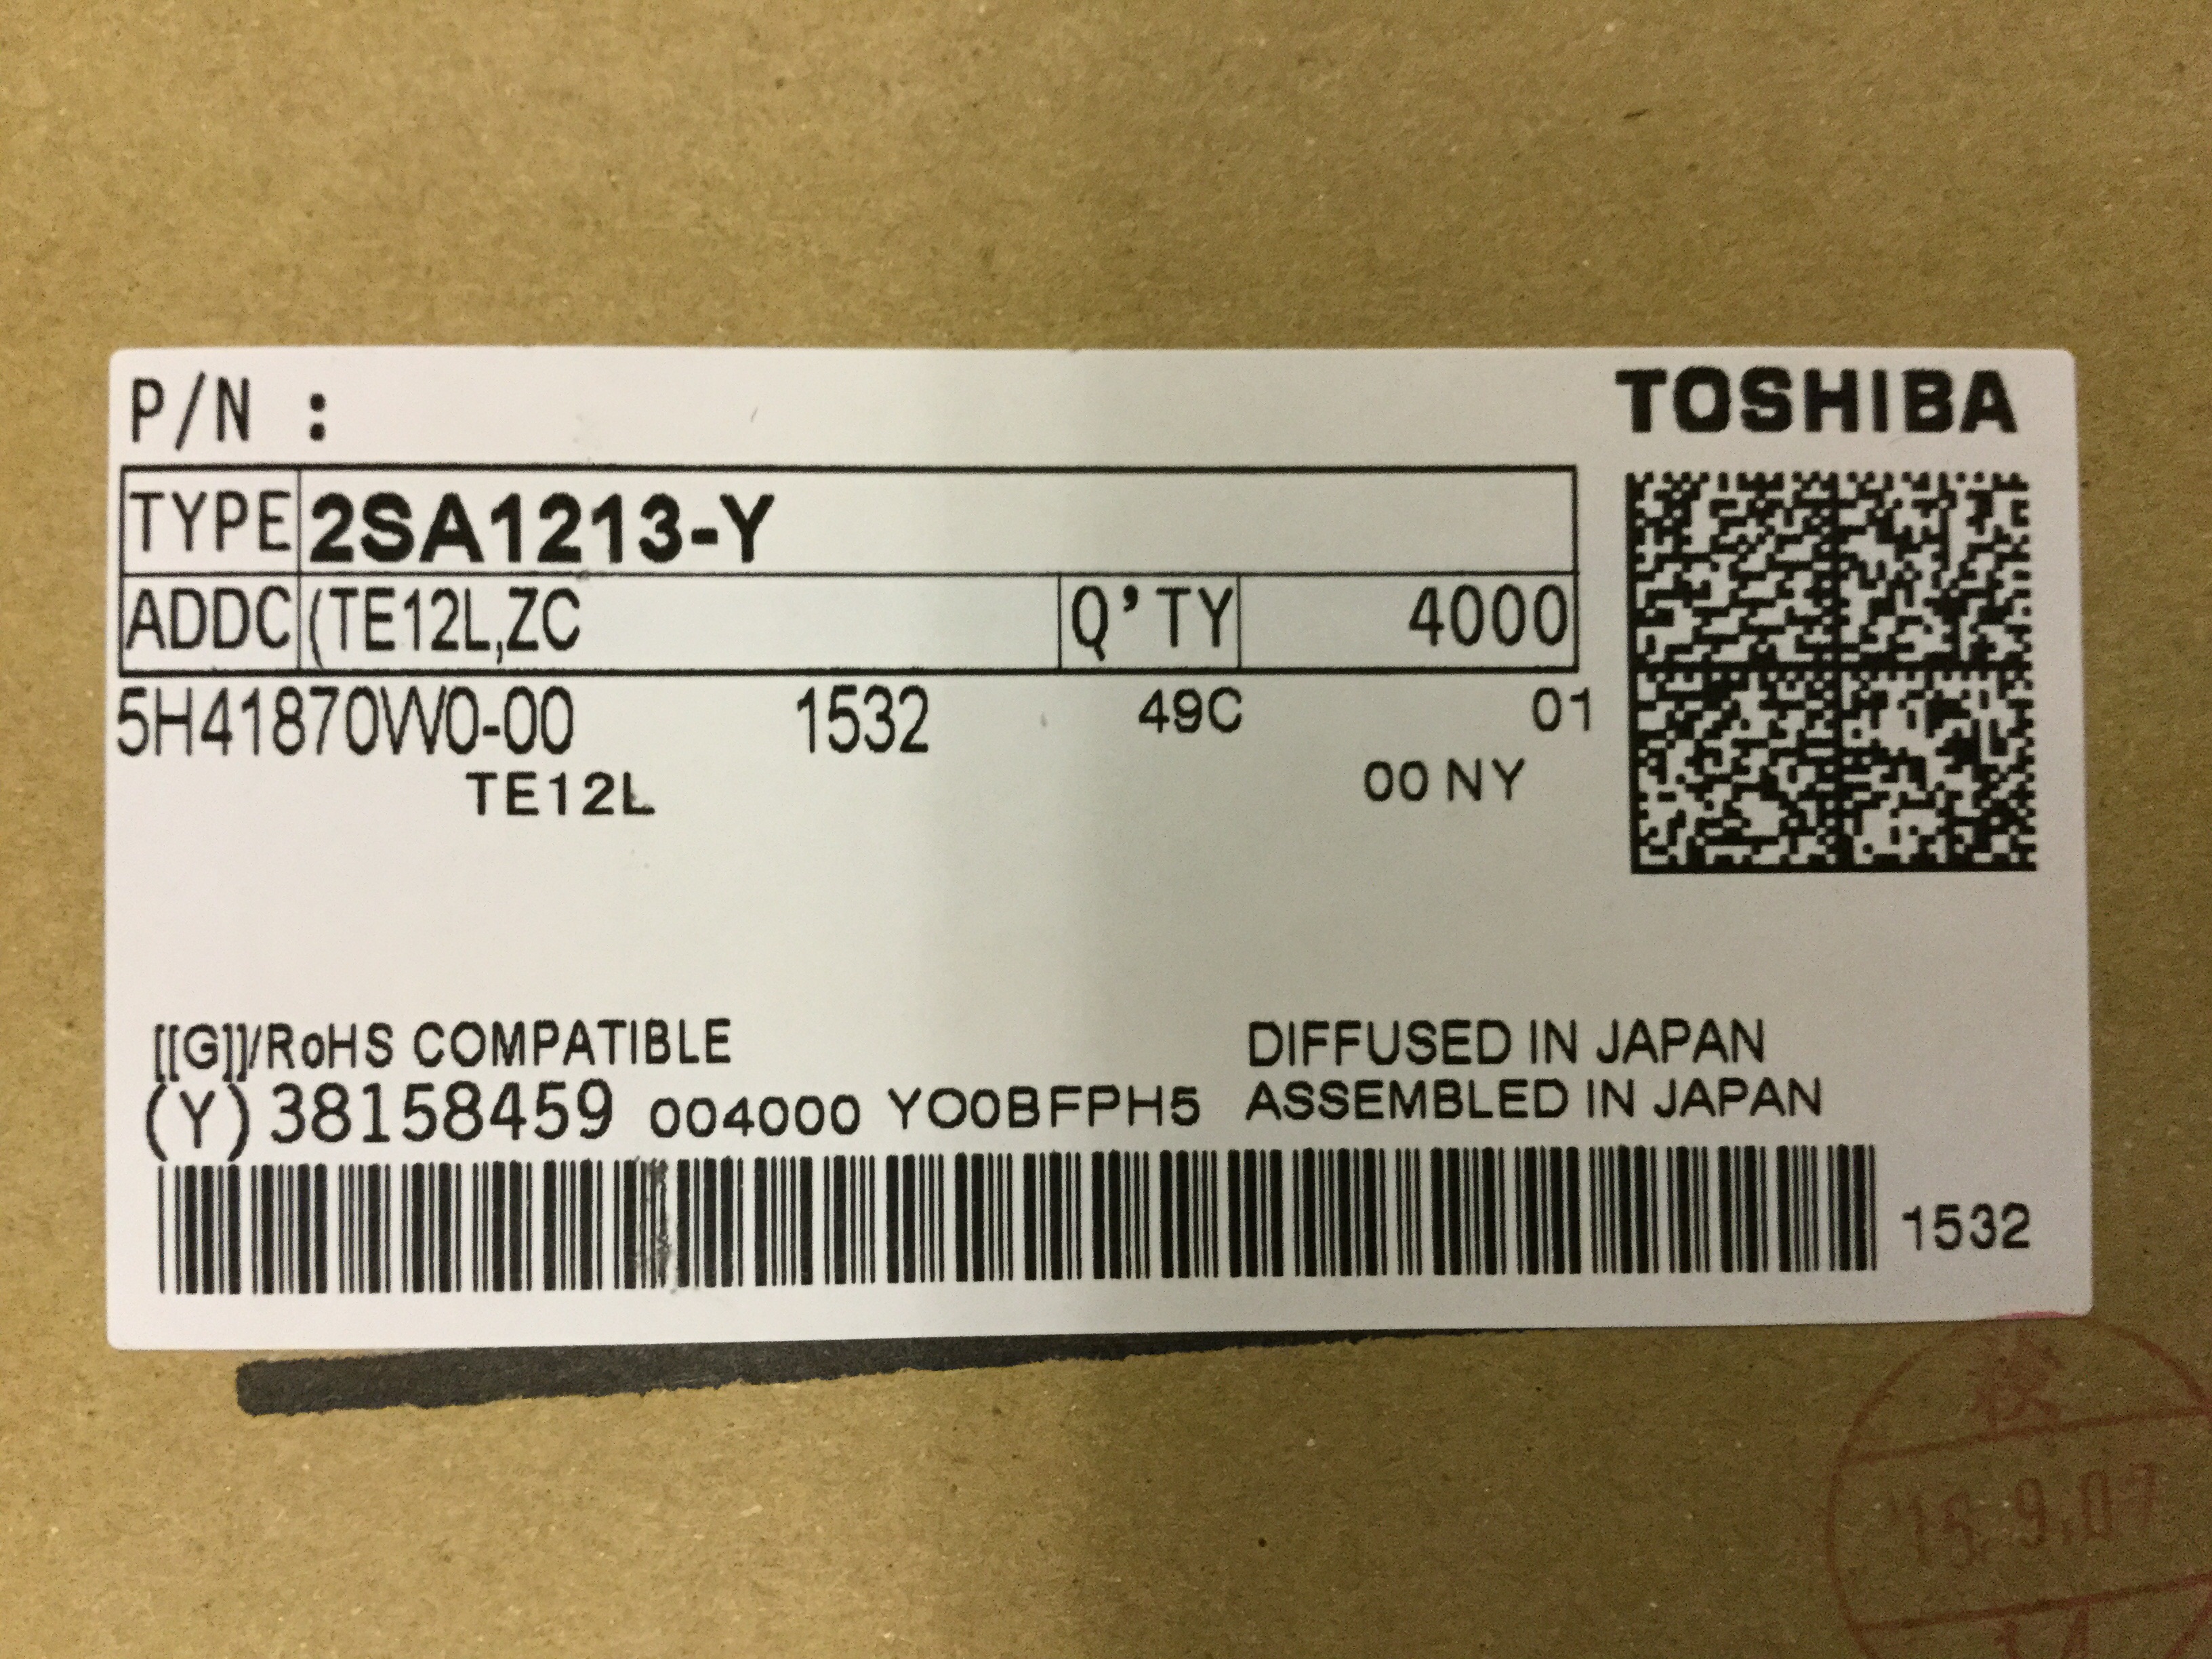 P/N :
TOSHIBA
TYPE 2SA1213-Y
ADDC (TE12L,ZC Q'TY 4000
5H41870W0-00 1532 49C 01
TE12L 00 NY
[[G]]/RoHS COMPATIBLE DIFFUSED IN JAPAN
(Y) 38158459 004000 YO0BFPH5 ASSEMBLED IN JAPAN
1532
'15.9.07